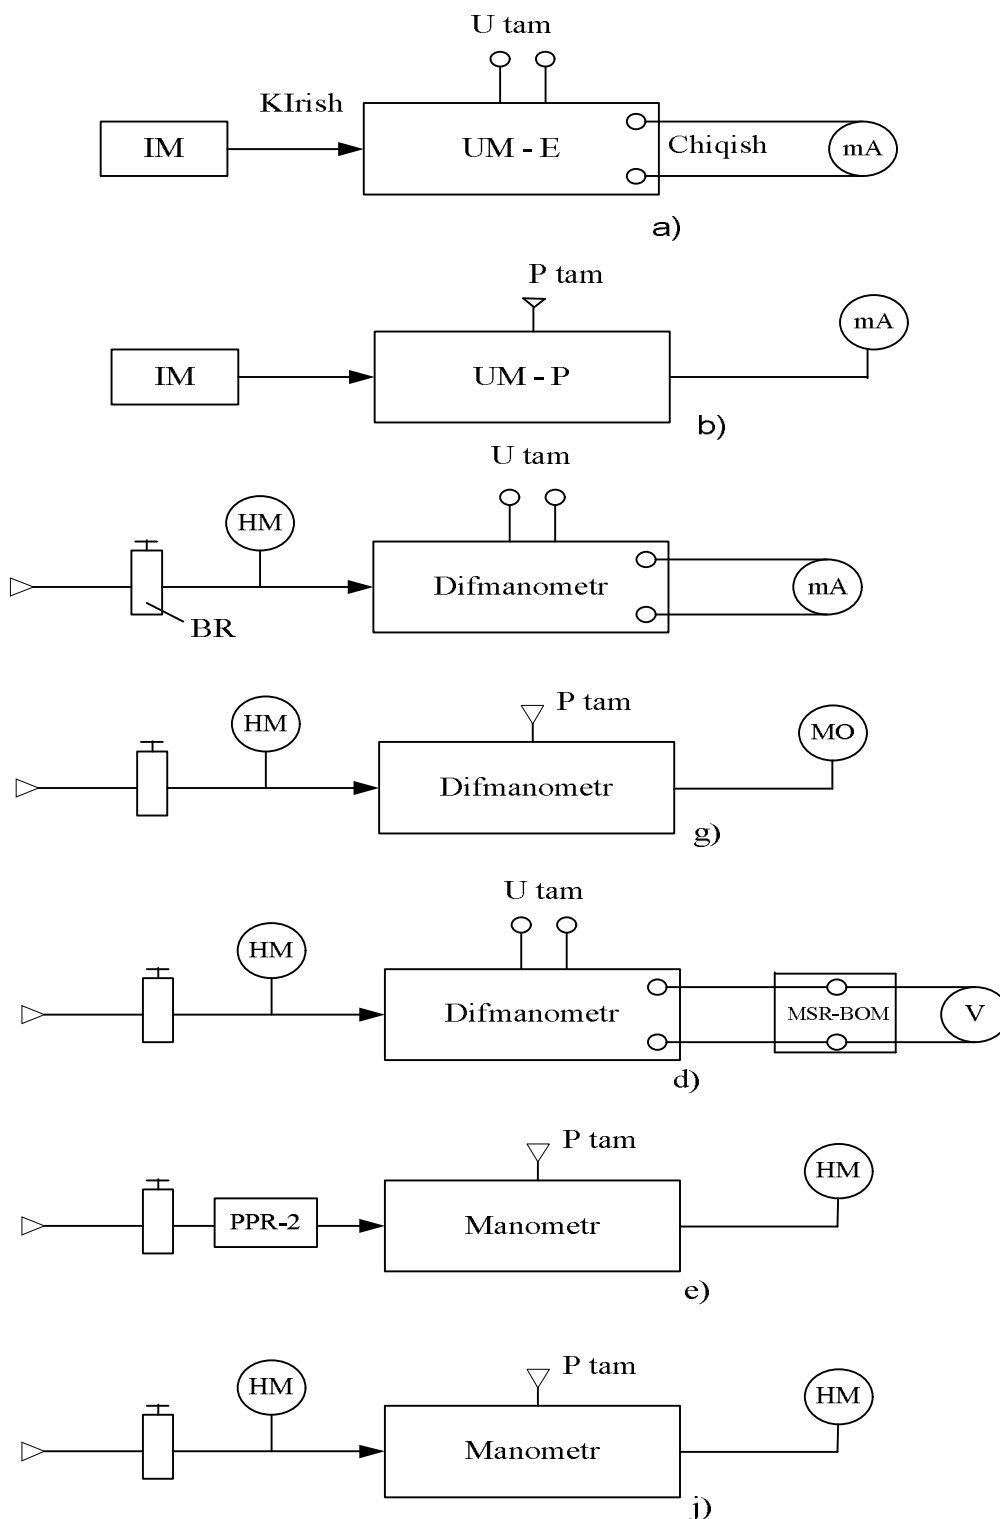 U tam
KIrish
IM
UM - E
Chiqish
mA
a)
P tam
IM
UM - P
mA
b)
U tam
HM
Difmanometr
mA
BR
P tam
HM
MO
Difmanometr
g)
U tam
HM
Difmanometr
MSR-BOM
V
d)
P tam
HM
PPR-2
Manometr
e)
P tam
HM
HM
Manometr
j)